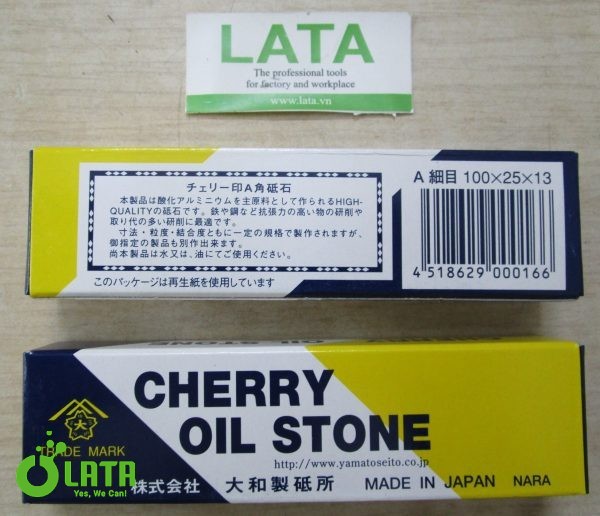 LATA
The professional tools
for factory and workplace
www.lata.vn
チェリー印A角砥石
本製品は酸化アルミニウムを主原料として作られるHIGH-
QUALITYの砥石です。鉄や鋼など抗張力の高い物の研削や
取り代の多い研削に最適です。
寸法・粒度・結合度ともに一定の規格で製作されますが、
御指定の製品も別作出来ます。
尚本製品は水又は、油にてご使用下さい。
このパッケージは再生紙を使用しています
A 細目 100×25×13
4 518629 000166
STONE
CHERRY
OIL STONE
CHERRY
OIL STONE
http://www.yamatoseito.co.jp
大
TRADE MARK
株式会社 大和製砥所 MADE IN JAPAN NARA
LATA
Yes, We Can!